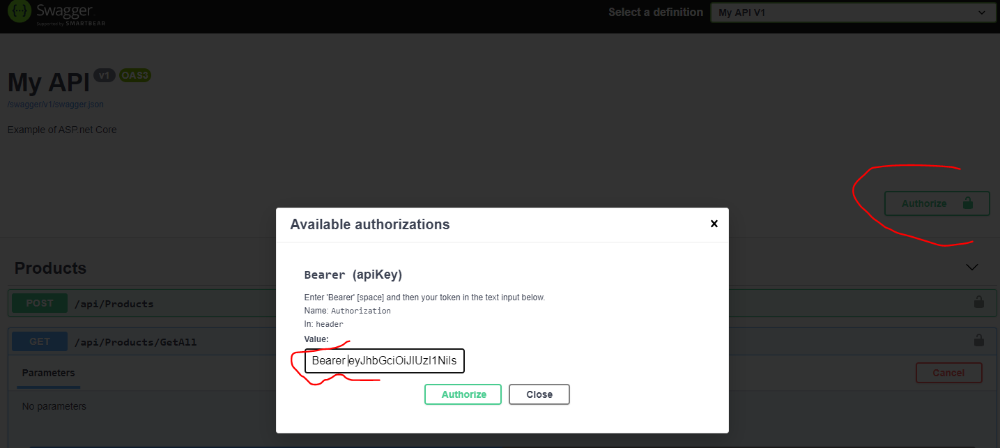 Swagger
Supported by SMARTBEAR
Select a definition
My API V1
My API v1 OAS3
/swagger/v1/swagger.json
Example of ASP.net Core
Authorize
Available authorizations
Products
Bearer (apiKey)
POST /api/Products
Enter 'Bearer' [space] and then your token in the text input below.
Name: Authorization
In: header
GET /api/Products/GetAll
Value:
Bearer eyJhbGciOiJIUzI1NiIs
Parameters
Cancel
Authorize
Close
No parameters